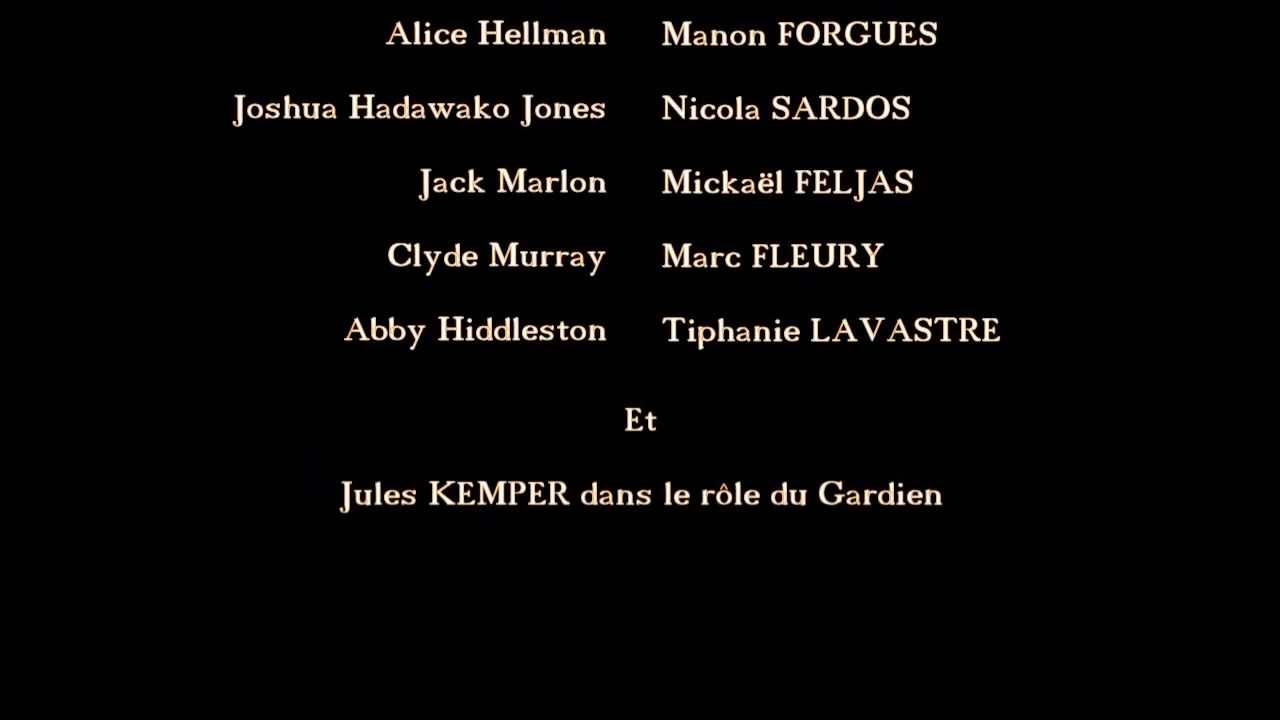 Alice Hellman Manon FORGUES
Joshua Hadawako Jones Nicola SARDOS
Jack Marlon Mickaël FELJAS
Clyde Murray Marc FLEURY
Abby Hiddleston Tiphanie LAVASTRE
Et
Jules KEMPER dans le rôle du Gardien